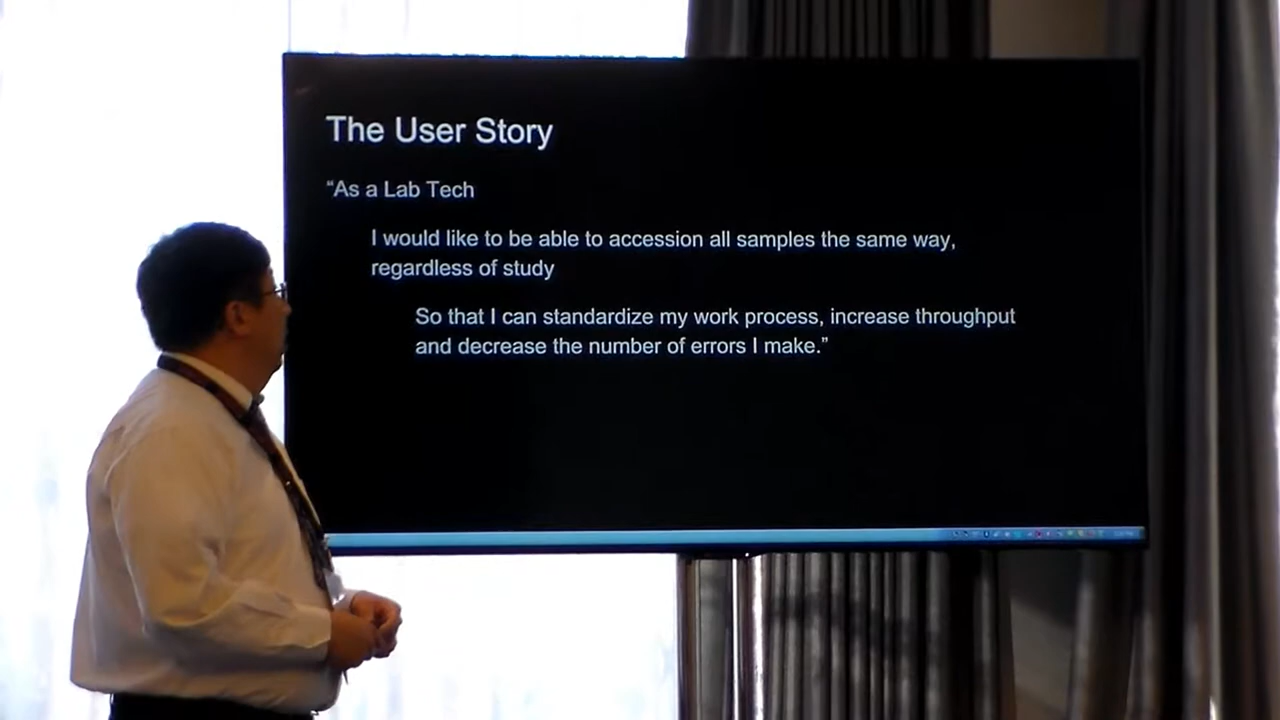 The User Story
“As a Lab Tech
I would like to be able to accession all samples the same way,
regardless of study
So that I can standardize my work process, increase throughput
and decrease the number of errors I make.”